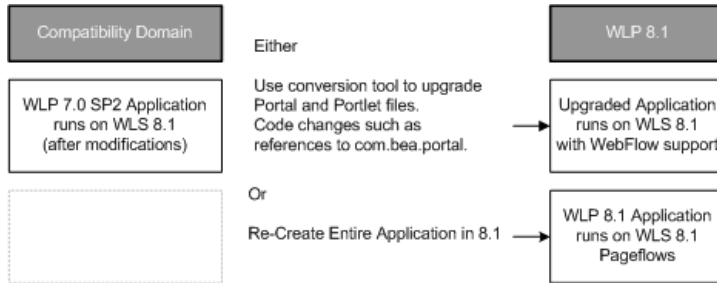 Compatibility Domain
WLP 8.1
Either
WLP 7.0 SP2 Application
runs on WLS 8.1
(after modifications)
Use conversion tool to upgrade
Portal and Portlet files.
Code changes such as
references to com.bea.portal.
Upgraded Application
runs on WLS 8.1
with WebFlow support
Or
Re-Create Entire Application in 8.1
WLP 8.1 Application
runs on WLS 8.1
Pageflows